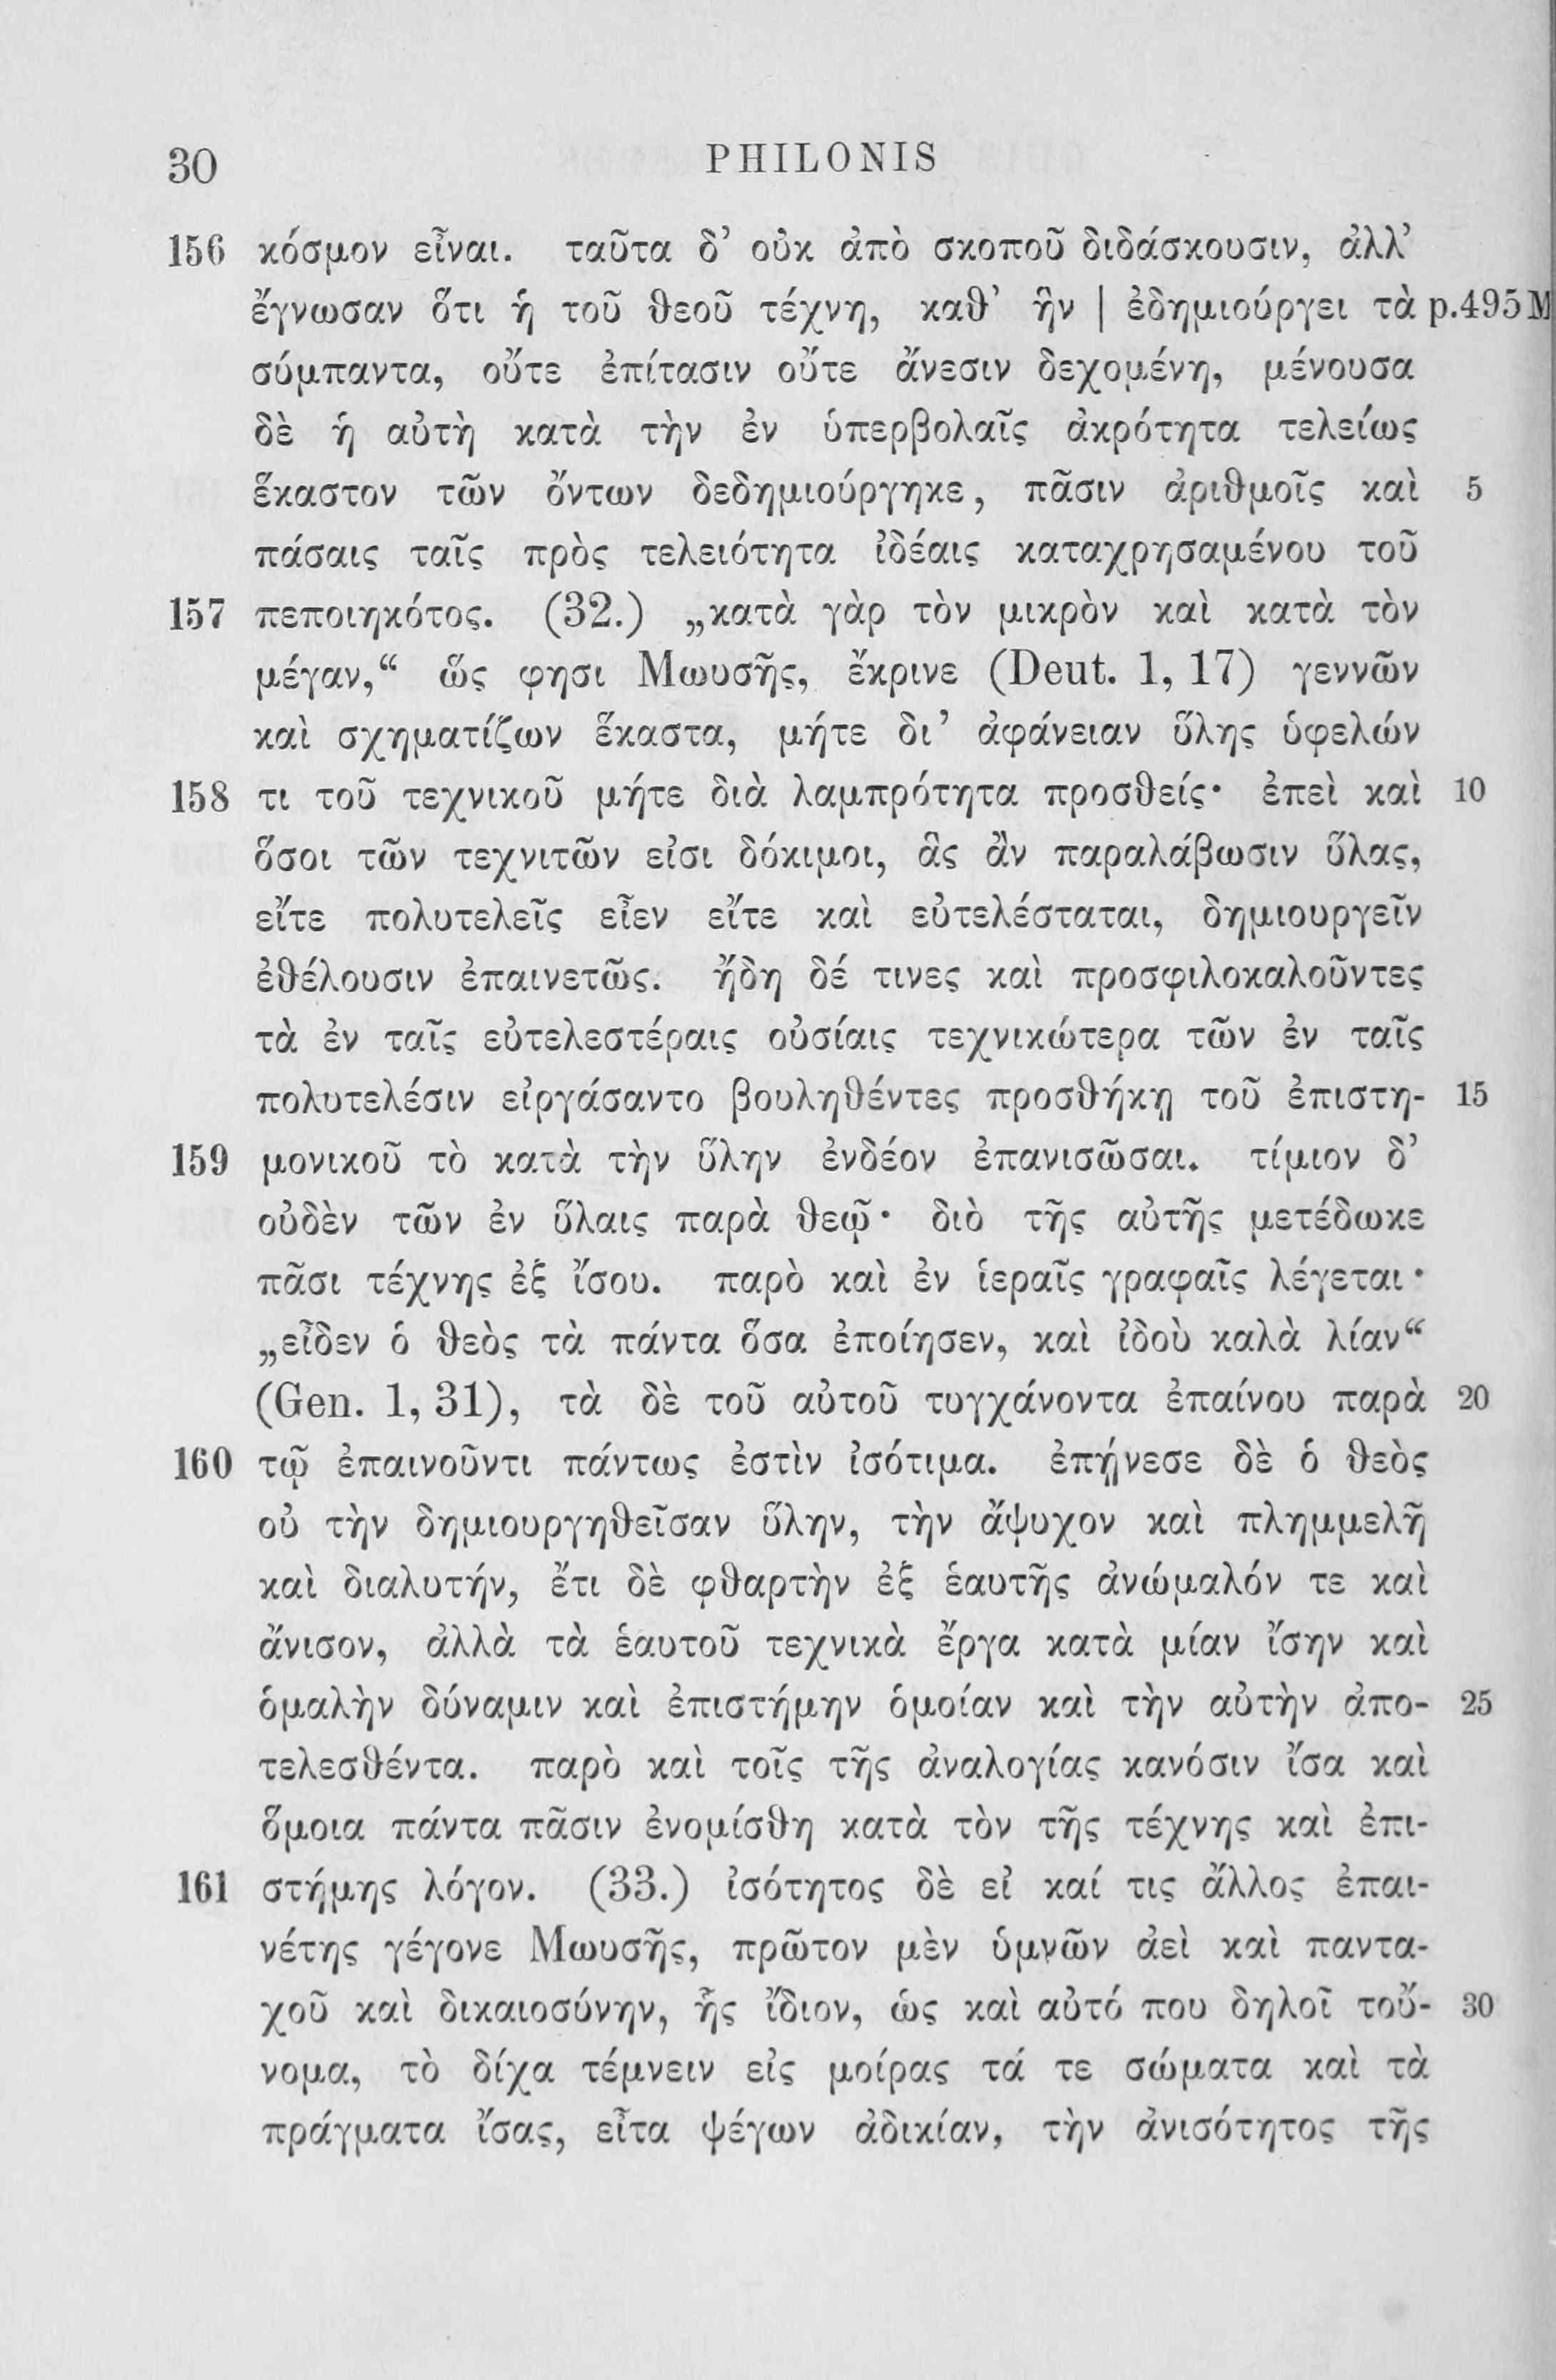 30 PHILONIS
156 κόσμον εἶναι. ταῦτα δ’ οὐκ ἀπὸ σκοποῦ διδάσκουσιν, ἀλλ’
ἔγνωσαν ὅτι ἡ τοῦ θεοῦ τέχνη, καθ’ ἣν | ἐδημιούργει τὰ p.495M
σύμπαντα, οὔτε ἐπίτασιν οὔτε ἄνεσιν δεχομένη, μένουσα
δὲ ἡ αὐτὴ κατὰ τὴν ἐν ὑπερβολαῖς ἀκρότητα τελείως
ἕκαστον τῶν ὄντων δεδημιούργηκε, πᾶσιν ἀριθμοῖς καὶ 5
πάσαις ταῖς πρὸς τελειότητα ἰδέαις καταχρησαμένου τοῦ
157 πεποιηκότος. (32.) „κατὰ γὰρ τὸν μικρὸν καὶ κατὰ τὸν
μέγαν,“ ὥς φησι Μωυσῆς, ἔκρινε (Deut. 1, 17) γεννῶν
καὶ σχηματίζων ἕκαστα, μήτε δι’ ἀφάνειαν ὕλης ὑφελών
158 τι τοῦ τεχνικοῦ μήτε διὰ λαμπρότητα προσθείς· ἐπεὶ καὶ 10
ὅσοι τῶν τεχνιτῶν εἰσι δόκιμοι, ἃς ἂν παραλάβωσιν ὕλας,
εἴτε πολυτελεῖς εἶεν εἴτε καὶ εὐτελέσταται, δημιουργεῖν
ἐθέλουσιν ἐπαινετῶς. ἤδη δέ τινες καὶ προσφιλοκαλοῦντες
τὰ ἐν ταῖς εὐτελεστέραις οὐσίαις τεχνικώτερα τῶν ἐν ταῖς
πολυτελέσιν εἰργάσαντο βουληθέντες προσθήκῃ τοῦ ἐπιστη- 15
159 μονικοῦ τὸ κατὰ τὴν ὕλην ἐνδέον ἐπανισῶσαι. τίμιον δ’
οὐδὲν τῶν ἐν ὕλαις παρὰ θεῷ· διὸ τῆς αὐτῆς μετέδωκε
πᾶσι τέχνης ἐξ ἴσου. παρὸ καὶ ἐν ἱεραῖς γραφαῖς λέγεται·
„εἶδεν ὁ θεὸς τὰ πάντα ὅσα ἐποίησεν, καὶ ἰδοὺ καλὰ λίαν“
(Gen. 1, 31), τὰ δὲ τοῦ αὐτοῦ τυγχάνοντα ἐπαίνου παρὰ 20
160 τῷ ἐπαινοῦντι πάντως ἐστὶν ἰσότιμα. ἐπῄνεσε δὲ ὁ θεὸς
οὐ τὴν δημιουργηθεῖσαν ὕλην, τὴν ἄψυχον καὶ πλημμελῆ
καὶ διαλυτήν, ἔτι δὲ φθαρτὴν ἐξ ἑαυτῆς ἀνώμαλόν τε καὶ
ἄνισον, ἀλλὰ τὰ ἑαυτοῦ τεχνικὰ ἔργα κατὰ μίαν ἴσην καὶ
ὁμαλὴν δύναμιν καὶ ἐπιστήμην ὁμοίαν καὶ τὴν αὐτὴν ἀπο- 25
τελεσθέντα. παρὸ καὶ τοῖς τῆς ἀναλογίας κανόσιν ἴσα καὶ
ὅμοια πάντα πᾶσιν ἐνομίσθη κατὰ τὸν τῆς τέχνης καὶ ἐπι-
161 στήμης λόγον. (33.) ἰσότητος δὲ εἰ καί τις ἄλλος ἐπαι-
νέτης γέγονε Μωυσῆς, πρῶτον μὲν ὑμνῶν ἀεὶ καὶ παντα-
χοῦ καὶ δικαιοσύνην, ἧς ἴδιον, ὡς καὶ αὐτό που δηλοῖ τοὔ- 30
νομα, τὸ δίχα τέμνειν εἰς μοίρας τά τε σώματα καὶ τὰ
πράγματα ἴσας, εἶτα ψέγων ἀδικίαν, τὴν ἀνισότητος τῆς